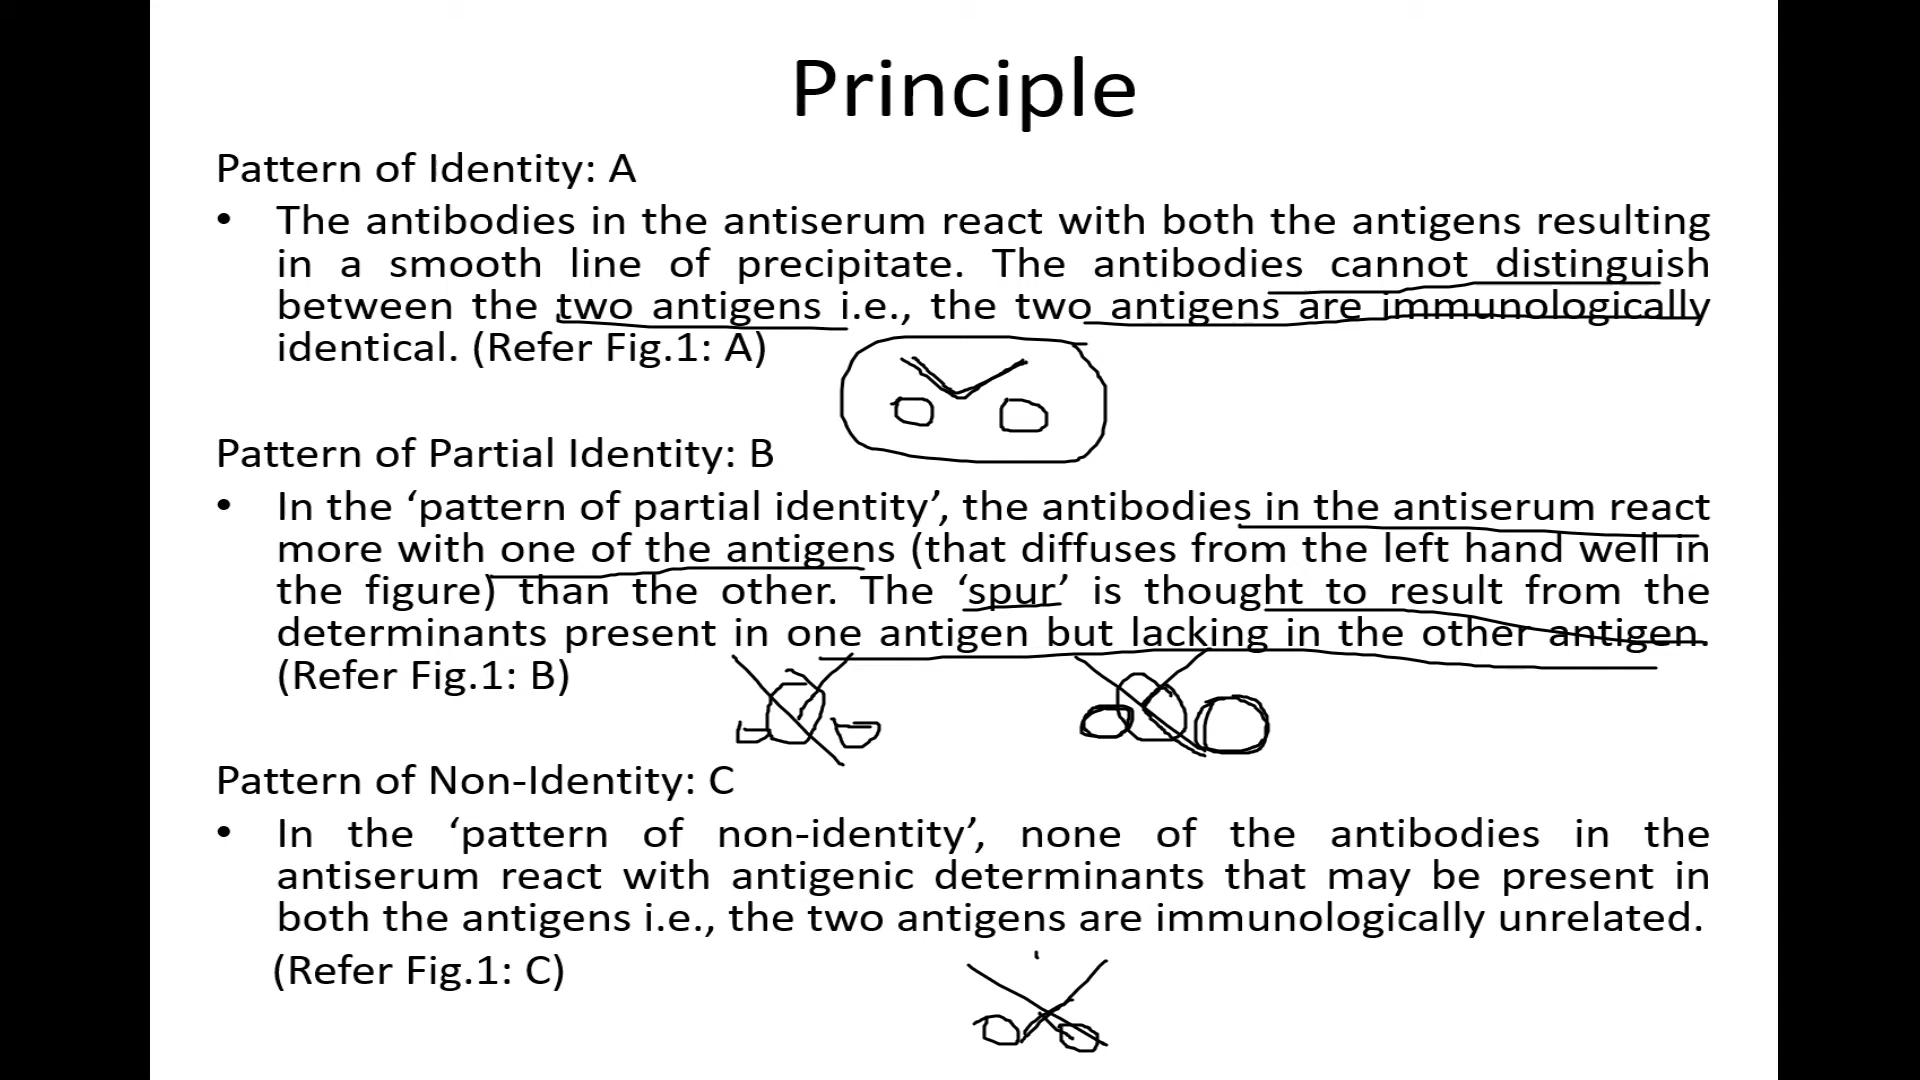 Principle
Pattern of Identity: A
• The antibodies in the antiserum react with both the antigens resulting
in a smooth line of precipitate. The antibodies cannot distinguish
between the two antigens i.e., the two antigens are immunologically
identical. (Refer Fig.1: A)
Pattern of Partial Identity: B
• In the ‘pattern of partial identity’, the antibodies in the antiserum react
more with one of the antigens (that diffuses from the left hand well in
the figure) than the other. The ‘spur’ is thought to result from the
determinants present in one antigen but lacking in the other antigen.
(Refer Fig.1: B)
Pattern of Non-Identity: C
• In the ‘pattern of non-identity’, none of the antibodies in the
antiserum react with antigenic determinants that may be present in
both the antigens i.e., the two antigens are immunologically unrelated.
(Refer Fig.1: C)